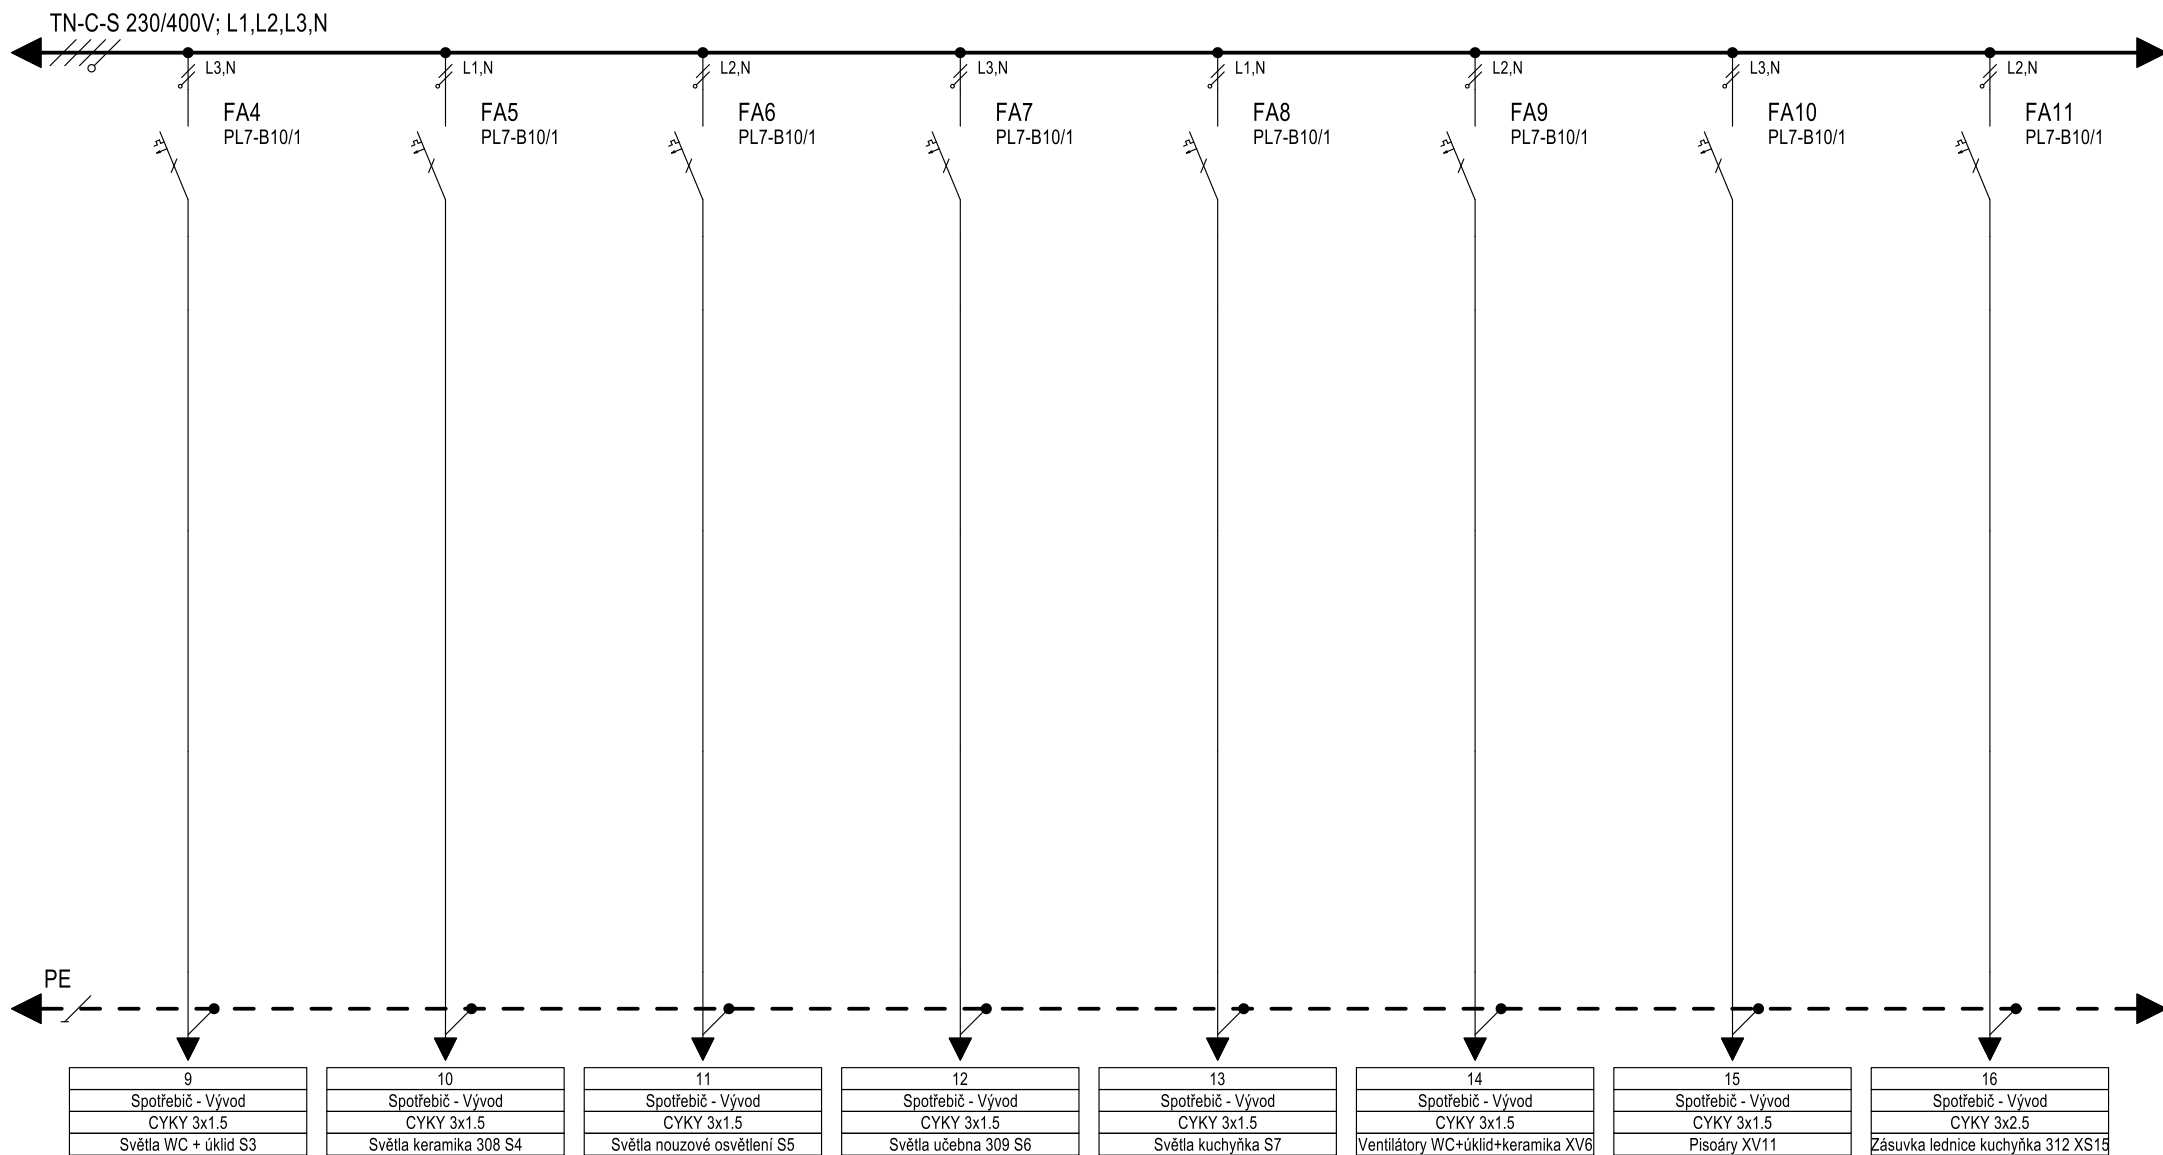 TN-C-S 230/400V; L1,L2,L3,N
L3,N
L1,N
L2,N
L3,N
L1,N
L2,N
L3,N
L2,N
FA4
PL7-B10/1
FA5
PL7-B10/1
FA6
PL7-B10/1
FA7
PL7-B10/1
FA8
PL7-B10/1
FA9
PL7-B10/1
FA10
PL7-B10/1
FA11
PL7-B10/1
PE
9
Spotřebič - Vývod
CYKY 3x1.5
Světla WC + úklid S3
10
Spotřebič - Vývod
CYKY 3x1.5
Světla keramika 308 S4
11
Spotřebič - Vývod
CYKY 3x1.5
Světla nouzové osvětlení S5
12
Spotřebič - Vývod
CYKY 3x1.5
Světla učebna 309 S6
13
Spotřebič - Vývod
CYKY 3x1.5
Světla kuchyňka S7
14
Spotřebič - Vývod
CYKY 3x1.5
Ventilátory WC+úklid+keramika XV6
15
Spotřebič - Vývod
CYKY 3x1.5
Pisoáry XV11
16
Spotřebič - Vývod
CYKY 3x2.5
Zásuvka lednice kuchyňka 312 XS15